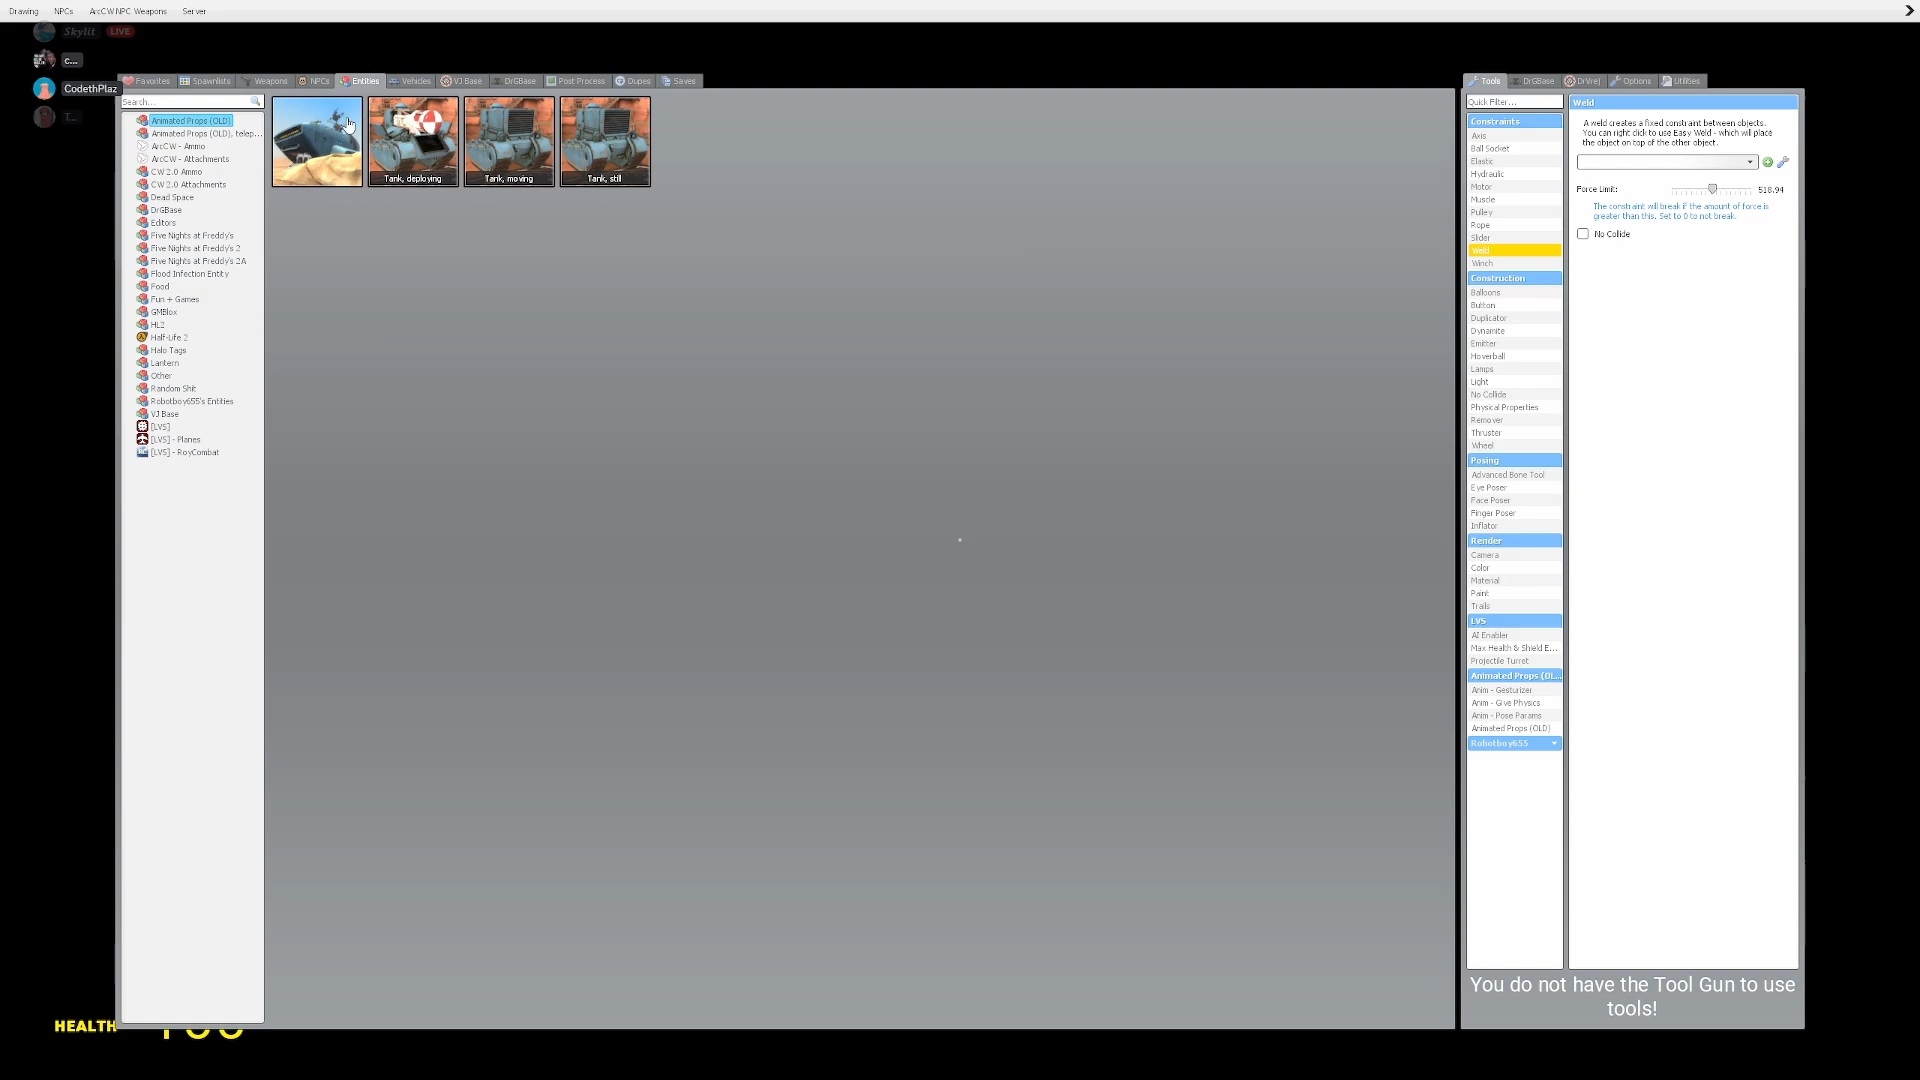 Drawing NPCs ArcCW NPC Weapons Server
Skylit LIVE
c...
CodethPlaz
T...
Favorites Spawnlists Weapons NPCs Entities Vehicles VJ Base DrGBase Post Process Dupes Saves
Search...
Animated Props (OLD)
Animated Props (OLD), telep...
ArcCW - Ammo
ArcCW - Attachments
CW 2.0 Ammo
CW 2.0 Attachments
Dead Space
DrGBase
Editors
Five Nights at Freddy's
Five Nights at Freddy's 2
Five Nights at Freddy's 2A
Flood Infection Entity
Food
Fun + Games
GMBlox
HL2
Half-Life 2
Halo Tags
Lantern
Other
Random Shit
Robotboy655's Entities
VJ Base
[LVS]
[LVS] - Planes
[LVS] - RoyCombat
Tank, deploying
Tank, moving
Tank, still
Tools DrGBase DrVrej Options Utilities
Quick Filter...
Constraints
Axis
Ball Socket
Elastic
Hydraulic
Motor
Muscle
Pulley
Rope
Slider
Weld
Winch
Construction
Balloons
Button
Duplicator
Dynamite
Emitter
Hoverball
Lamps
Light
No Collide
Physical Properties
Remover
Thruster
Wheel
Posing
Advanced Bone Tool
Eye Poser
Face Poser
Finger Poser
Inflator
Render
Camera
Color
Material
Paint
Trails
LVS
AI Enabler
Max Health & Shield E...
Projectile Turret
Animated Props (OL...
Anim - Gesturizer
Anim - Give Physics
Anim - Pose Params
Animated Props (OLD)
Robotboy655
Weld
A weld creates a fixed constraint between objects.
You can right click to use Easy Weld - which will place
the object on top of the other object.
Force Limit: 518.94
The constraint will break if the amount of force is
greater than this. Set to 0 to not break.
No Collide
You do not have the Tool Gun to use
tools!
HEALTH